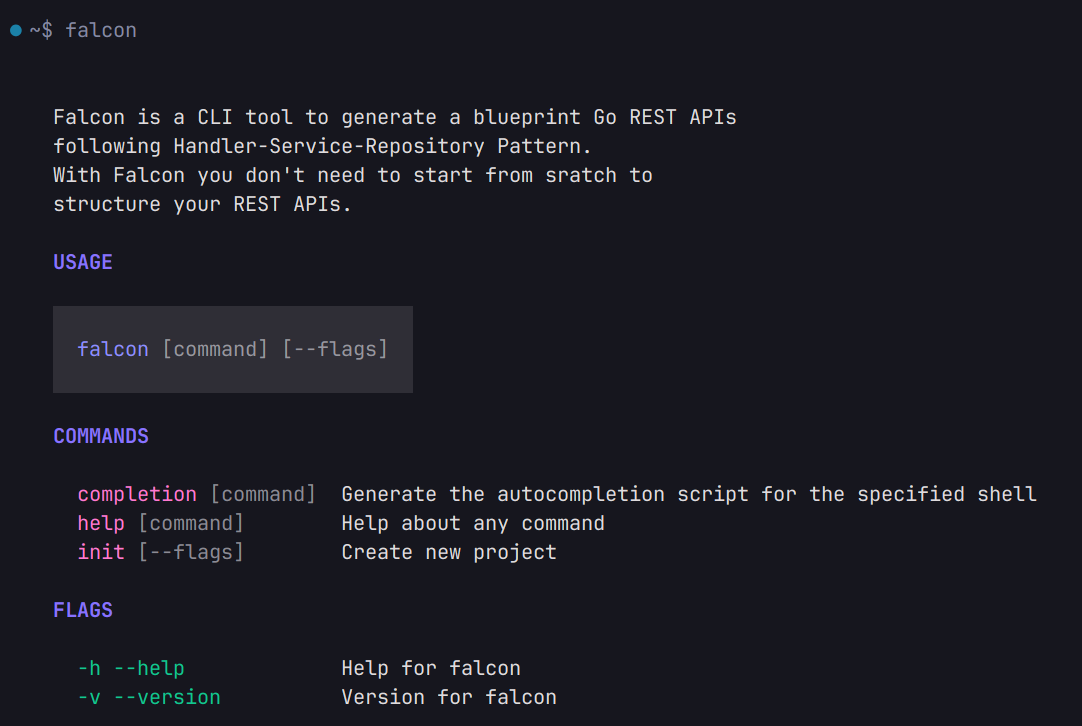 ~$ falcon
Falcon is a CLI tool to generate a blueprint Go REST APIs
following Handler-Service-Repository Pattern.
With Falcon you don't need to start from sratch to
structure your REST APIs.
USAGE
falcon [command] [--flags]
COMMANDS
completion [command] Generate the autocompletion script for the specified shell
help [command] Help about any command
init [--flags] Create new project
FLAGS
-h --help Help for falcon
-v --version Version for falcon